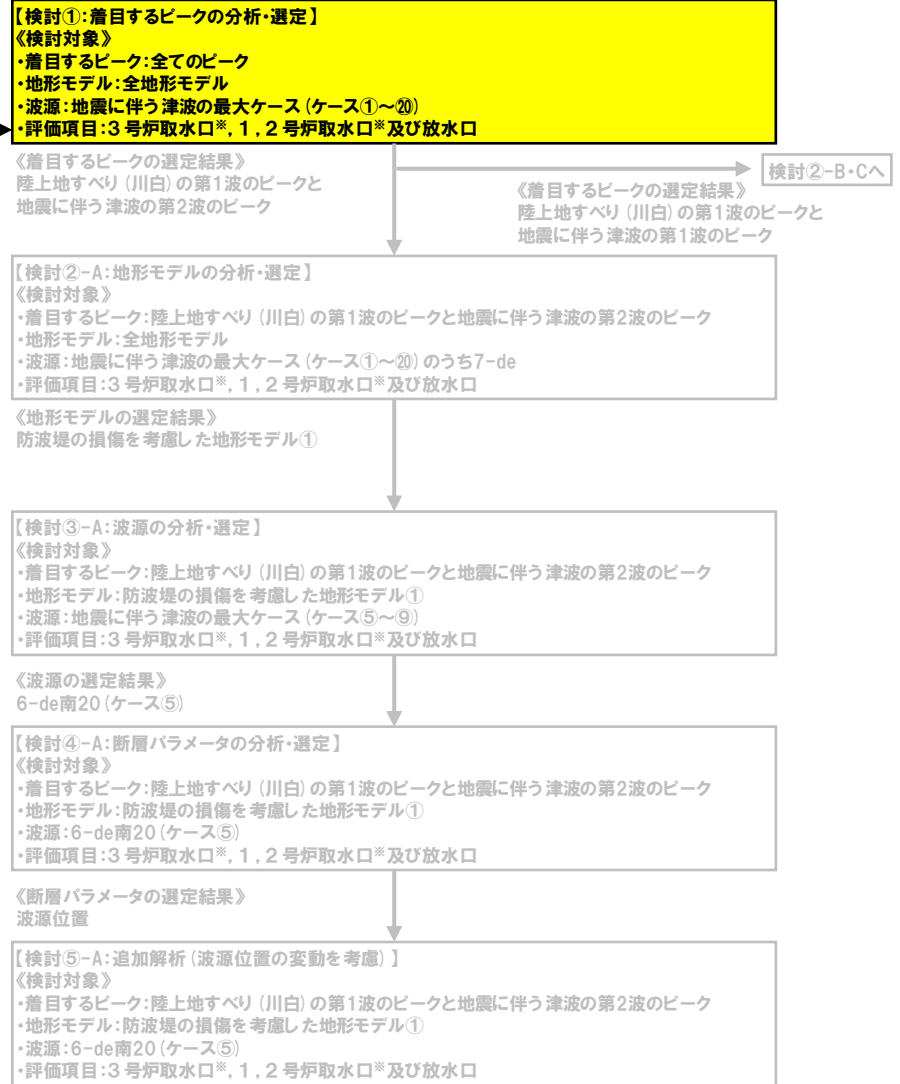 【検討①:着目するピークの分析・選定】
《検討対象》
・着目するピーク:全てのピーク
・地形モデル:全地形モデル
・波源:地震に伴う津波の最大ケース(ケース①～⑳)
・評価項目:3号炉取水口※,1,2号炉取水口※及び放水口
《着目するピークの選定結果》
陸上地すべり(川白)の第1波のピークと
地震に伴う津波の第2波のピーク
検討②-B・Cへ
《着目するピークの選定結果》
陸上地すべり(川白)の第1波のピークと
地震に伴う津波の第1波のピーク
【検討②-A:地形モデルの分析・選定】
《検討対象》
・着目するピーク:陸上地すべり(川白)の第1波のピークと地震に伴う津波の第2波のピーク
・地形モデル:全地形モデル
・波源:地震に伴う津波の最大ケース(ケース①～⑳)のうち7-de
・評価項目:3号炉取水口※,1,2号炉取水口※及び放水口
《地形モデルの選定結果》
防波堤の損傷を考慮した地形モデル①
【検討③-A:波源の分析・選定】
《検討対象》
・着目するピーク:陸上地すべり(川白)の第1波のピークと地震に伴う津波の第2波のピーク
・地形モデル:防波堤の損傷を考慮した地形モデル①
・波源:地震に伴う津波の最大ケース(ケース⑤～⑨)
・評価項目:3号炉取水口※,1,2号炉取水口※及び放水口
《波源の選定結果》
6-de南20(ケース⑤)
【検討④-A:断層パラメータの分析・選定】
《検討対象》
・着目するピーク:陸上地すべり(川白)の第1波のピークと地震に伴う津波の第2波のピーク
・地形モデル:防波堤の損傷を考慮した地形モデル①
・波源:6-de南20(ケース⑤)
・評価項目:3号炉取水口※,1,2号炉取水口※及び放水口
《断層パラメータの選定結果》
波源位置
【検討⑤-A:追加解析(波源位置の変動を考慮)】
《検討対象》
・着目するピーク:陸上地すべり(川白)の第1波のピークと地震に伴う津波の第2波のピーク
・地形モデル:防波堤の損傷を考慮した地形モデル①
・波源:6-de南20(ケース⑤)
・評価項目:3号炉取水口※,1,2号炉取水口※及び放水口